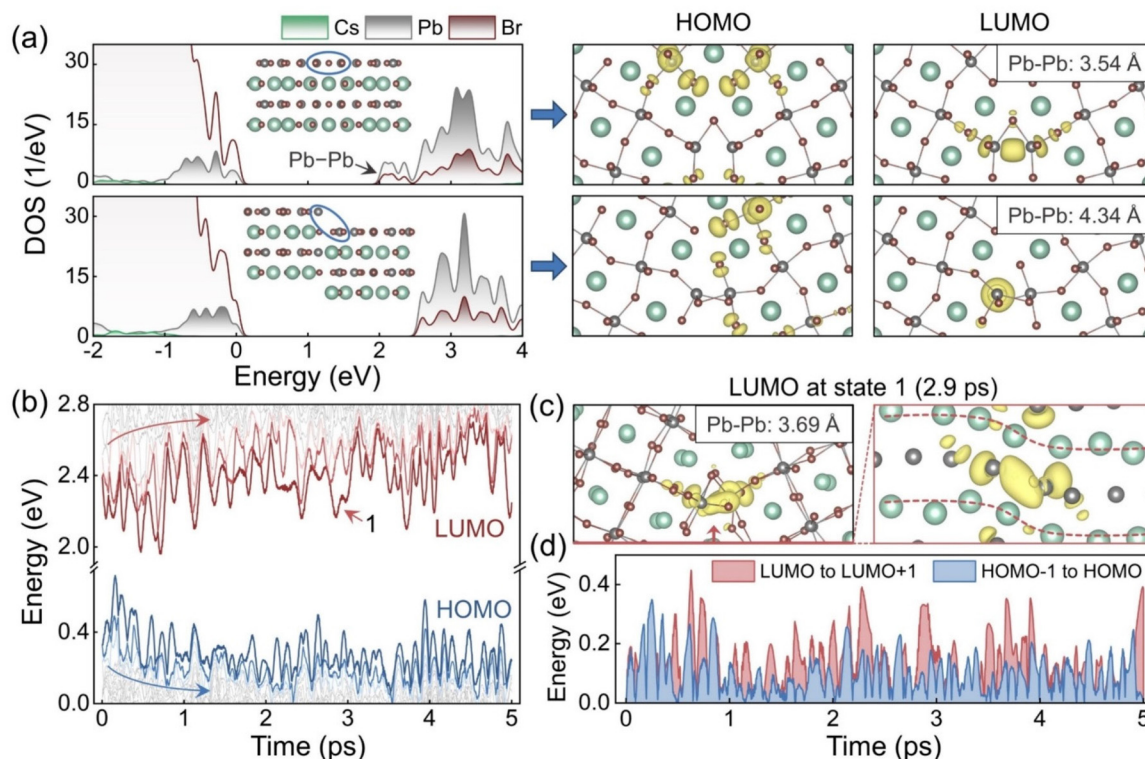 (a)
Cs Pb Br
HOMO LUMO
DOS (1/eV)
30
15
0
Pb–Pb
Pb-Pb: 3.54 Å
30
15
0
Pb-Pb: 4.34 Å
-2 -1 0 1 2 3 4
Energy (eV)
(b)
2.8
2.4
2.0
0.4
0.0
Energy (eV)
1
LUMO
HOMO
0 1 2 3 4 5
Time (ps)
LUMO at state 1 (2.9 ps)
(c)
Pb-Pb: 3.69 Å
(d)
LUMO to LUMO+1 HOMO-1 to HOMO
Energy (eV)
0.4
0.2
0.0
0 1 2 3 4 5
Time (ps)